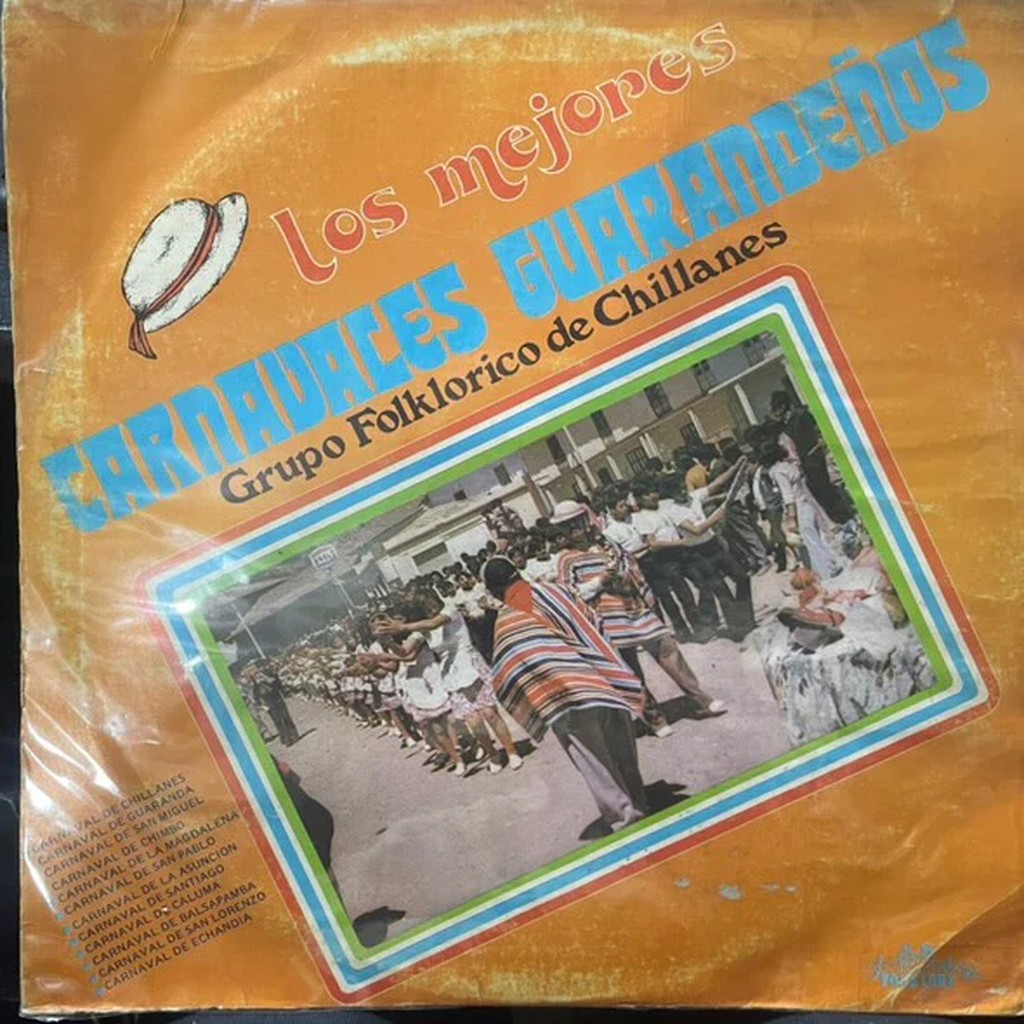 Los mejores
CARNAVALES GUARANDEÑOS
Grupo Folklorico de Chillanes
CARNAVAL DE CHILLANES
CARNAVAL DE GUARANDA
CARNAVAL DE SAN MIGUEL
CARNAVAL DE CHIMBO
CARNAVAL DE LA MAGDALENA
CARNAVAL DE SAN PABLO
CARNAVAL DE LA ASUNCION
CARNAVAL DE SANTIAGO
CARNAVAL DE CALUMA
CARNAVAL DE BALSAPAMBA
CARNAVAL DE SAN LORENZO
CARNAVAL DE ECHANDIA